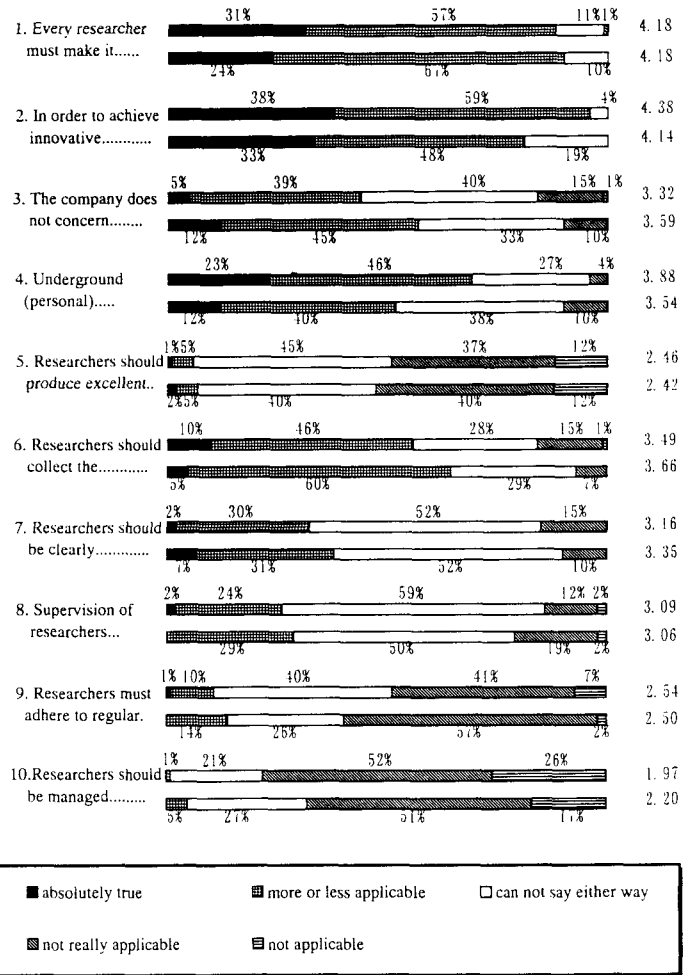 31% 57% 11%1%
1. Every researcher 4.18
must make it...... 4.18
24% 67% 10%
38% 59% 4%
2. In order to achieve 4.38
innovative............ 4.14
33% 48% 19%
5% 39% 40% 15% 1%
3. The company does 3.32
not concern........ 3.59
12% 45% 33% 10%
23% 46% 27% 4%
4. Underground 3.88
(personal)..... 3.54
12% 40% 38% 10%
1%5% 45% 37% 12%
5. Researchers should 2.46
produce excellent.. 2.42
2%5% 40% 40% 12%
10% 46% 28% 15% 1%
6. Researchers should 3.49
collect the............ 3.66
5% 60% 29% 7%
2% 30% 52% 15%
7. Researchers should 3.16
be clearly............. 3.35
7% 31% 52% 10%
2% 24% 59% 12% 2%
8. Supervision of 3.09
researchers... 3.06
29% 50% 19% 2%
1% 10% 40% 41% 7%
9. Researchers must 2.54
adhere to regular. 2.50
14% 26% 57% 2%
1% 21% 52% 26%
10.Researchers should 1.97
be managed......... 2.20
5% 27% 51% 17%
absolutely true more or less applicable can not say either way
not really applicable not applicable